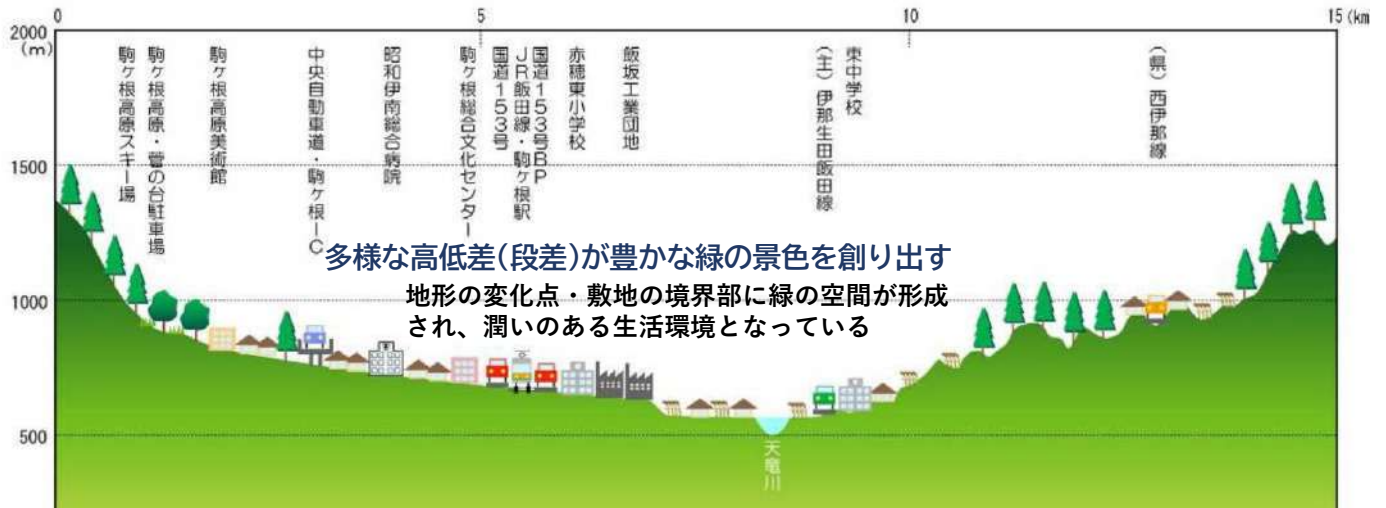 0
5
10
15 (km
2000
(m)
1500
1000
500
駒ヶ根高原スキー場
駒ヶ根高原・菅の台駐車場
駒ヶ根高原美術館
中央自動車道・駒ヶ根IC
昭和伊南総合病院
駒ヶ根総合文化センター
国道153号
JR飯田線・駒ヶ根駅
国道153号BP
赤穂東小学校
飯坂工業団地
(主)伊那生田飯田線
東中学校
(県)西伊那線
多様な高低差(段差)が豊かな緑の景色を創り出す
地形の変化点・敷地の境界部に緑の空間が形成
され、潤いのある生活環境となっている
天竜川